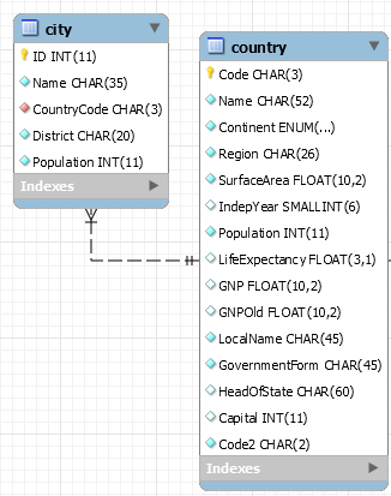 city
ID INT(11)
Name CHAR(35)
CountryCode CHAR(3)
District CHAR(20)
Population INT(11)
Indexes
country
Code CHAR(3)
Name CHAR(52)
Continent ENUM(...)
Region CHAR(26)
SurfaceArea FLOAT(10,2)
IndepYear SMALLINT(6)
Population INT(11)
LifeExpectancy FLOAT(3,1)
GNP FLOAT(10,2)
GNPOld FLOAT(10,2)
LocalName CHAR(45)
GovernmentForm CHAR(45)
HeadOfState CHAR(60)
Capital INT(11)
Code2 CHAR(2)
Indexes